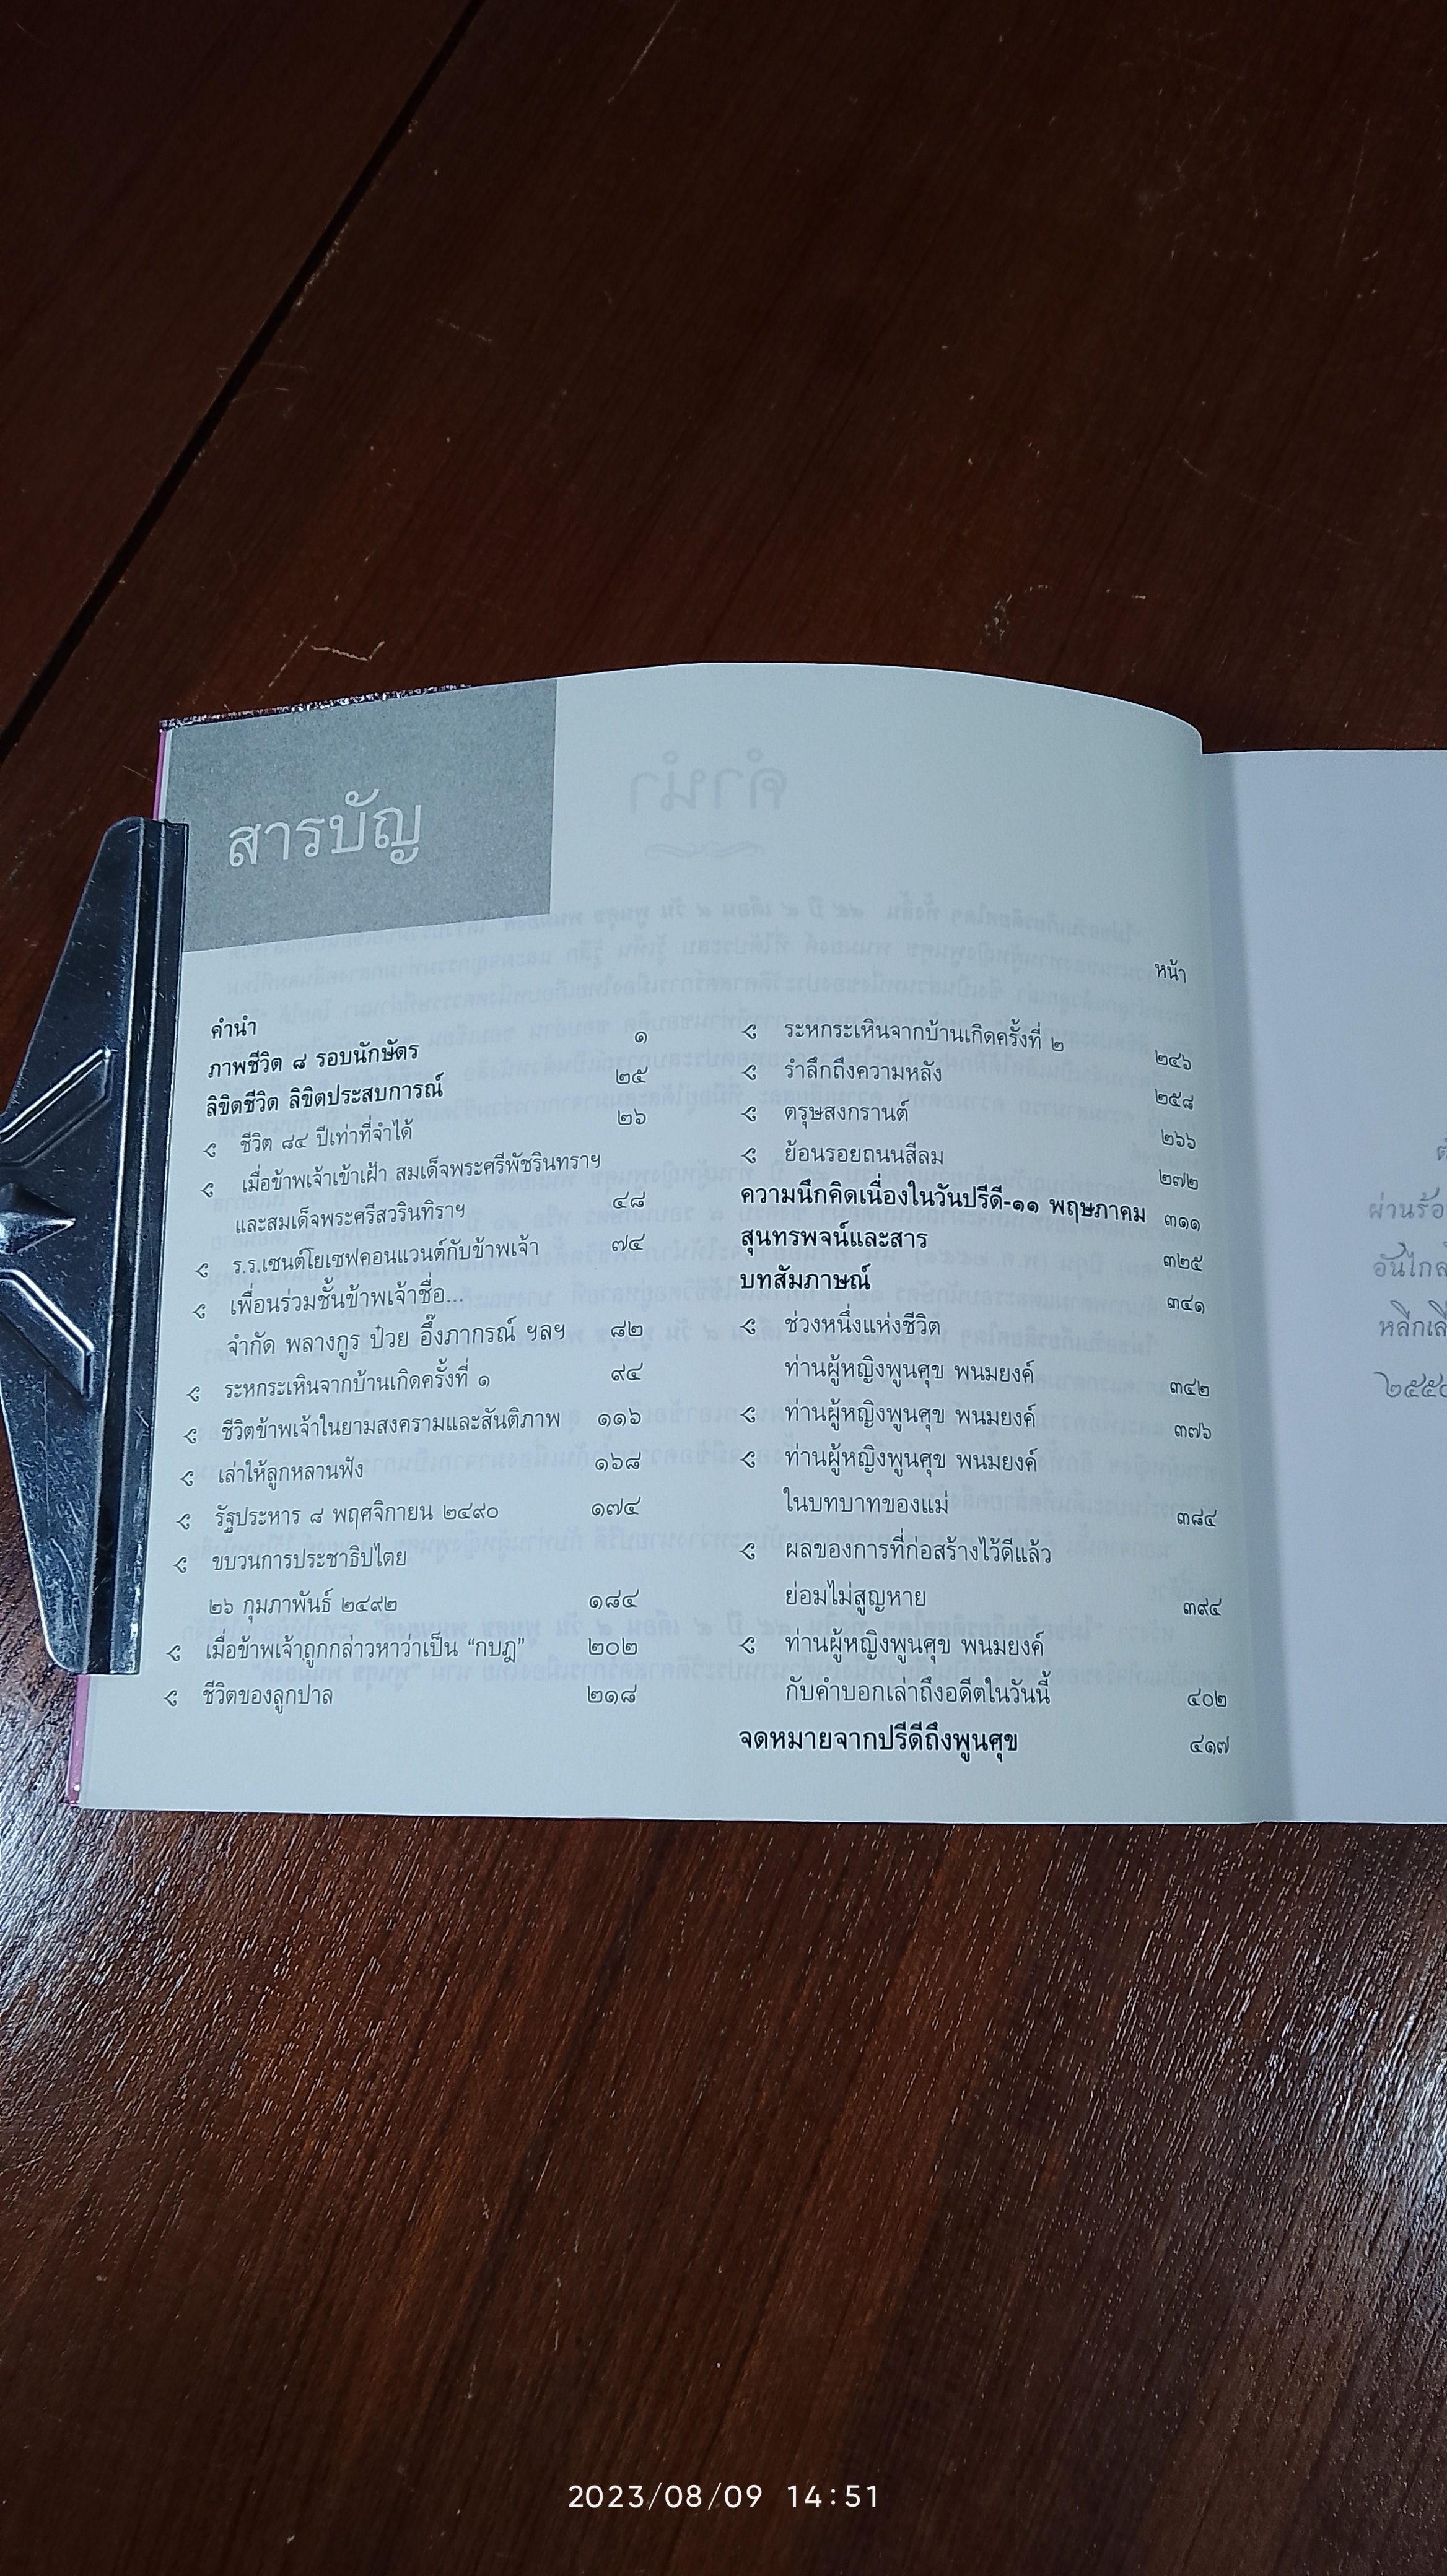 สารบัญ
คำนำ
ภาพชีวิต ๘ รอบนักษัตร ๑
ลิขิตชีวิต ลิขิตประสบการณ์ ๒๕
ชีวิต ๘๔ ปีเท่าที่จำได้ ๒๖
เมื่อข้าพเจ้าเข้าเฝ้า สมเด็จพระศรีพัชรินทราฯ
และสมเด็จพระศรีสวรินทิราฯ ๔๘
ร.ร.เซนต์โยเซฟคอนแวนต์กับข้าพเจ้า ๗๔
เพื่อนร่วมชั้นข้าพเจ้าชื่อ...
จำกัด พลางกูร ป๋วย อึ๊งภากรณ์ ฯลฯ ๘๒
ระหกระเหินจากบ้านเกิดครั้งที่ ๑ ๙๔
ชีวิตข้าพเจ้าในยามสงครามและสันติภาพ ๑๑๖
เล่าให้ลูกหลานฟัง ๑๖๘
รัฐประหาร ๘ พฤศจิกายน ๒๔๙๐ ๑๗๔
ขบวนการประชาธิปไตย
๒๖ กุมภาพันธ์ ๒๔๙๒ ๑๘๔
เมื่อข้าพเจ้าถูกกล่าวหาว่าเป็น “กบฎ” ๒๐๒
ชีวิตของลูกปาล ๒๑๘
หน้า
ระหกระเหินจากบ้านเกิดครั้งที่ ๒ ๒๔๖
รำลึกถึงความหลัง ๒๕๘
ตรุษสงกรานต์ ๒๖๖
ย้อนรอยถนนสีลม ๒๗๒
ความนึกคิดเนื่องในวันปรีดี-๑๑ พฤษภาคม ๓๑๑
สุนทรพจน์และสาร ๓๒๕
บทสัมภาษณ์ ๓๔๑
ช่วงหนึ่งแห่งชีวิต
ท่านผู้หญิงพูนศุข พนมยงค์ ๓๔๒
ท่านผู้หญิงพูนศุข พนมยงค์ ๓๗๖
ท่านผู้หญิงพูนศุข พนมยงค์
ในบทบาทของแม่ ๓๘๔
ผลของการที่ก่อสร้างไว้ดีแล้ว
ย่อมไม่สูญหาย ๓๙๔
ท่านผู้หญิงพูนศุข พนมยงค์
กับคำบอกเล่าถึงอดีตในวันนี้ ๔๐๒
จดหมายจากปรีดีถึงพูนศุข ๔๑๗
ผ่านร้อ
อันไกล
หลีกเลี
2023/08/09 14:51